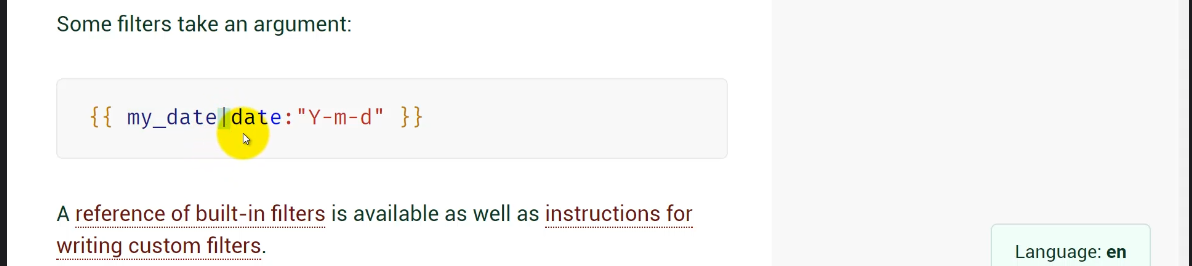 Some filters take an argument:
{{ my_date|date:"Y-m-d" }}
A reference of built-in filters is available as well as instructions for
writing custom filters.
Language: en